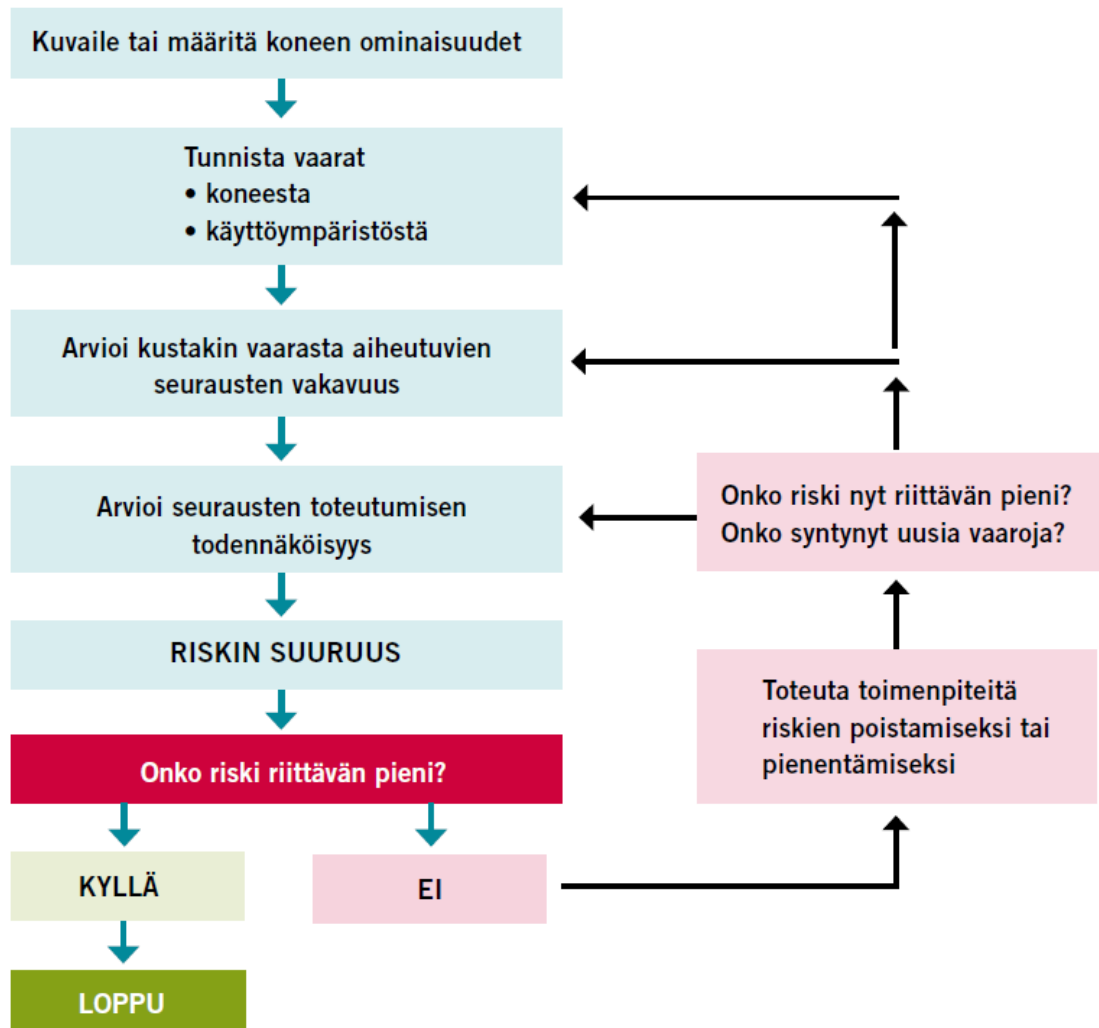 Kuvaile tai määritä koneen ominaisuudet
Tunnista vaarat
• koneesta
• käyttöympäristöstä
Arvioi kustakin vaarasta aiheutuvien
seurausten vakavuus
Arvioi seurausten toteutumisen
todennäköisyys
RISKIN SUURUUS
Onko riski riittävän pieni?
KYLLÄ
EI
LOPPU
Toteuta toimenpiteitä
riskien poistamiseksi tai
pienentämiseksi
Onko riski nyt riittävän pieni?
Onko syntynyt uusia vaaroja?